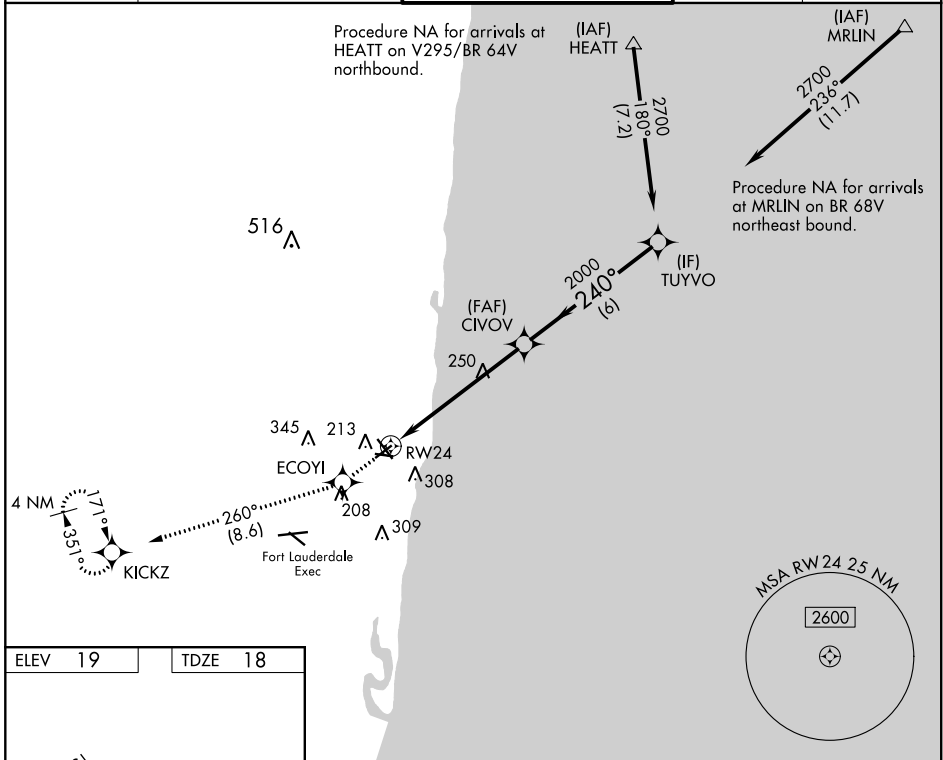 Procedure NA for arrivals at
HEATT on V295/BR 64V
northbound.
(IAF)
HEATT
(IAF)
MRLIN
2700
236°
(11.7)
2700
180°
(7.2)
Procedure NA for arrivals
at MRLIN on BR 68V
northeast bound.
516
(IF)
TUYVO
2000
240°
(6)
(FAF)
CIVOV
250
345
213
RW24
ECOYI
308
208
309
4 NM
171°
351°
260°
(8.6)
KICKZ
Fort Lauderdale
Exec
MSA RW24 25 NM
2600
ELEV 19
TDZE 18